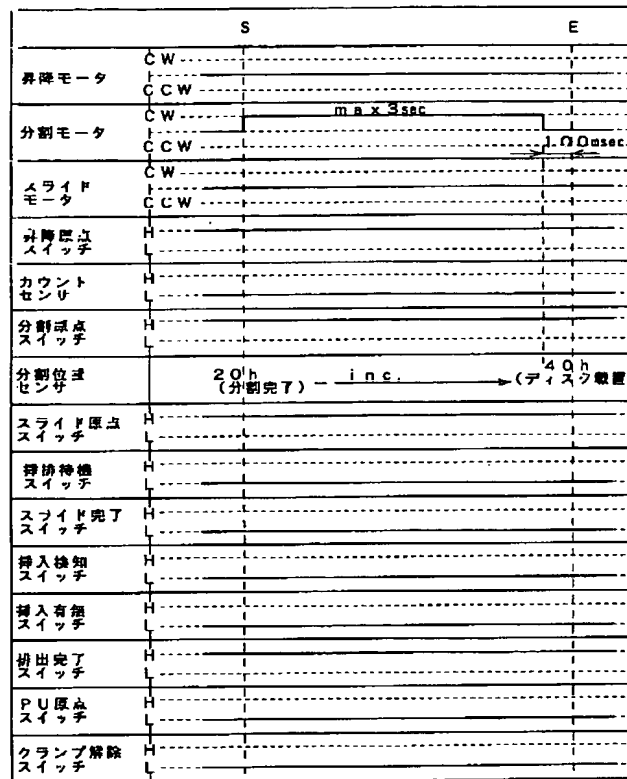 S E
昇降モータ
CW
CCW
分割モータ
CW
CCW
max3sec
100msec
スライド
モータ
CW
CCW
昇降原点
スイッチ
H
L
カウント
センサ
H
L
分割原点
スイッチ
H
L
分割位置
センサ
20h
(分割完了)
inc.
40h
(ディスク載置
スライド原点
スイッチ
H
L
挿排待機
スイッチ
H
L
スライド完了
スイッチ
H
L
挿入検知
スイッチ
H
L
挿入有無
スイッチ
H
L
排出完了
スイッチ
H
L
PU原点
スイッチ
H
L
クランプ解除
スイッチ
H
L